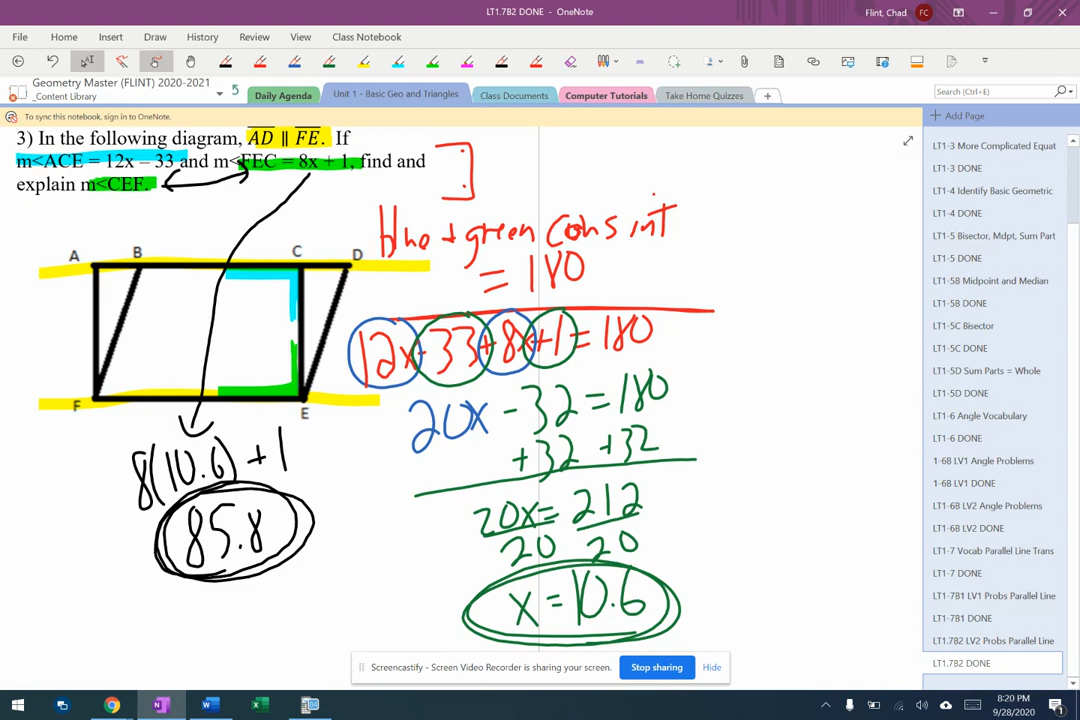 LT1.7B2 DONE - OneNote
Flint, Chad FC
File Home Insert Draw History Review View Class Notebook
Geometry Master (FLINT) 2020-2021
_Content Library
Daily Agenda Unit 1 - Basic Geo and Triangles Class Documents Computer Tutorials Take Home Quizzes +
Search (Ctrl+E)
To sync this notebook, sign in to OneNote.
Add Page
3) In the following diagram, AD ∥ FE. If
m<ACE = 12x – 33 and m<FEC = 8x + 1, find and
explain m<CEF.
blue + green cons int
= 180
A B C D
F E
12x-33+8x+1=180
20x - 32 = 180
+32 +32
20x = 212
20 20
x = 10.6
8(10.6) + 1
85.8
LT1-3 More Complicated Equat
LT1-3 DONE
LT1-4 Identify Basic Geometric
LT1-4 DONE
LT1-5 Bisector, Mdpt, Sum Part
LT1-5 DONE
LT1-5B Midpoint and Median
LT1-5B DONE
LT1-5C Bisector
LT1-5C DONE
LT1-5D Sum Parts = Whole
LT1-5D DONE
LT1-6 Angle Vocabulary
LT1-6 DONE
1-6B LV1 Angle Problems
1-6B LV1 DONE
LT1-6B LV2 Angle Problems
LT1-6B LV2 DONE
LT1-7 Vocab Parallel Line Trans
LT1-7 DONE
LT1-7B1 LV1 Probs Parallel Line
LT1-7B1 DONE
LT1.7B2 LV2 Probs Parallel Line
LT1.7B2 DONE
Screencastify - Screen Video Recorder is sharing your screen. Stop sharing Hide
8:20 PM
9/28/2020